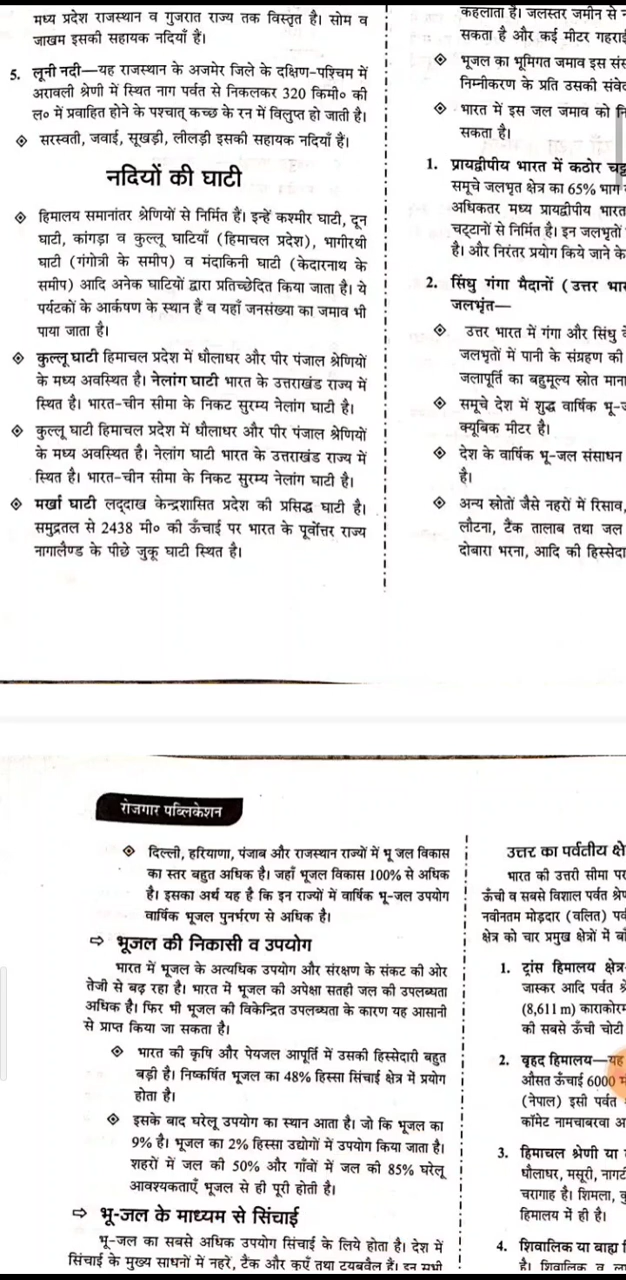 मध्य प्रदेश राजस्थान व गुजरात राज्य तक विस्तृत है। सोम व
जाखम इसकी सहायक नदियाँ हैं।
5. लूनी नदी—यह राजस्थान के अजमेर जिले के दक्षिण-पश्चिम में
अरावली श्रेणी में स्थित नाग पर्वत से निकलकर 320 किमी० की
ल० में प्रवाहित होने के पश्चात् कच्छ के रन में विलुप्त हो जाती है।
सरस्वती, जवाई, सूखड़ी, लीलड़ी इसकी सहायक नदियाँ हैं।
नदियों की घाटी
हिमालय समानांतर श्रेणियों से निर्मित हैं। इन्हें कश्मीर घाटी, दून
घाटी, कांगड़ा व कुल्लू घाटियाँ (हिमाचल प्रदेश), भागीरथी
घाटी (गंगोत्री के समीप) व मंदाकिनी घाटी (केदारनाथ के
समीप) आदि अनेक घाटियों द्वारा प्रतिच्छेदित किया जाता है। ये
पर्यटकों के आर्कषण के स्थान हैं व यहाँ जनसंख्या का जमाव भी
पाया जाता है।
कुल्लू घाटी हिमाचल प्रदेश में धौलाधर और पीर पंजाल श्रेणियों
के मध्य अवस्थित है। नेलांग घाटी भारत के उत्तराखंड राज्य में
स्थित है। भारत-चीन सीमा के निकट सुरम्य नेलांग घाटी है।
कुल्लू घाटी हिमाचल प्रदेश में धौलाधर और पीर पंजाल श्रेणियों
के मध्य अवस्थित है। नेलांग घाटी भारत के उत्तराखंड राज्य में
स्थित है। भारत-चीन सीमा के निकट सुरम्य नेलांग घाटी है।
मर्खा घाटी लद्दाख केन्द्रशासित प्रदेश की प्रसिद्ध घाटी है।
समुद्रतल से 2438 मी० की ऊँचाई पर भारत के पूर्वोत्तर राज्य
नागालैण्ड के पीछे जुकू घाटी स्थित है।
कहलाता है। जलस्तर जमीन से
सकता है और कई मीटर गहराई
भूजल का भूमिगत जमाव इस
निम्नीकरण के प्रति उसकी
भारत में इस जल जमाव को
सकता है।
1. प्रायद्वीपीय भारत में कठोर
समूचे जलभृत क्षेत्र का 65% भाग
अधिकतर मध्य प्रायद्वीपीय भारत
चट्टानों से निर्मित है। इन जलभृतों
है। और निरंतर प्रयोग किये जाने के
2. सिंधु गंगा मैदानों (उत्तर
जलभृंत—
उत्तर भारत में गंगा और सिंधु
जलभृतों में पानी के संग्रहण की
जलापूर्ति का बहुमूल्य स्रोत माना
समूचे देश में शुद्ध वार्षिक
क्यूबिक मीटर है।
देश के वार्षिक भू-जल संसाधन
है।
अन्य स्रोतों जैसे नहरों में रिसाव,
लौटना, टैंक तालाब तथा जल
दोबारा भरना, आदि की
रोजगार पब्लिकेशन
दिल्ली, हरियाणा, पंजाब और राजस्थान राज्यों में भू जल विकास
का स्तर बहुत अधिक है। जहाँ भूजल विकास 100% से अधिक
है। इसका अर्थ यह है कि इन राज्यों में वार्षिक भू-जल उपयोग
वार्षिक भूजल पुनर्भरण से अधिक है।
⇨ भूजल की निकासी व उपयोग
भारत में भूजल के अत्यधिक उपयोग और संरक्षण के संकट की ओर
तेजी से बढ़ रहा है। भारत में भूजल की अपेक्षा सतही जल की उपलब्धता
अधिक है। फिर भी भूजल की विकेन्द्रित उपलब्धता के कारण यह आसानी
से प्राप्त किया जा सकता है।
भारत की कृषि और पेयजल आपूर्ति में उसकी हिस्सेदारी बहुत
बड़ी है। निष्कर्षित भूजल का 48% हिस्सा सिंचाई क्षेत्र में प्रयोग
होता है।
इसके बाद घरेलू उपयोग का स्थान आता है। जो कि भूजल का
9% है। भूजल का 2% हिस्सा उद्योगों में उपयोग किया जाता है।
शहरों में जल की 50% और गाँवों में जल की 85% घरेलू
आवश्यकताएँ भूजल से ही पूरी होती है।
⇨ भू-जल के माध्यम से सिंचाई
भू-जल का सबसे अधिक उपयोग सिंचाई के लिये होता है। देश में
सिंचाई के मुख्य साधनों में नहरें, टैंक और कुएँ तथा टयूबवैल हैं। इन सभी
उत्तर का पर्वतीय
भारत की उत्तरी सीमा पर
ऊँची व सबसे विशाल पर्वत
नवीनतम मोड़दार (वलित)
क्षेत्र को चार प्रमुख क्षेत्रों में
1. ट्रांस हिमालय क्षेत्र
जास्कर आदि पर्वत
(8,611 m)
की सबसे ऊँची चोटी
2. वृहद हिमालय—यह
औसत ऊँचाई 6000
(नेपाल) इसी पर्वत
कॉमेट नामचाबरवा
3. हिमाचल श्रेणी या
धौलाधर, मसूरी,
चरागाह है। शिमला,
हिमालय में ही है।
4. शिवालिक या बाह्य
है। शिवालिक व